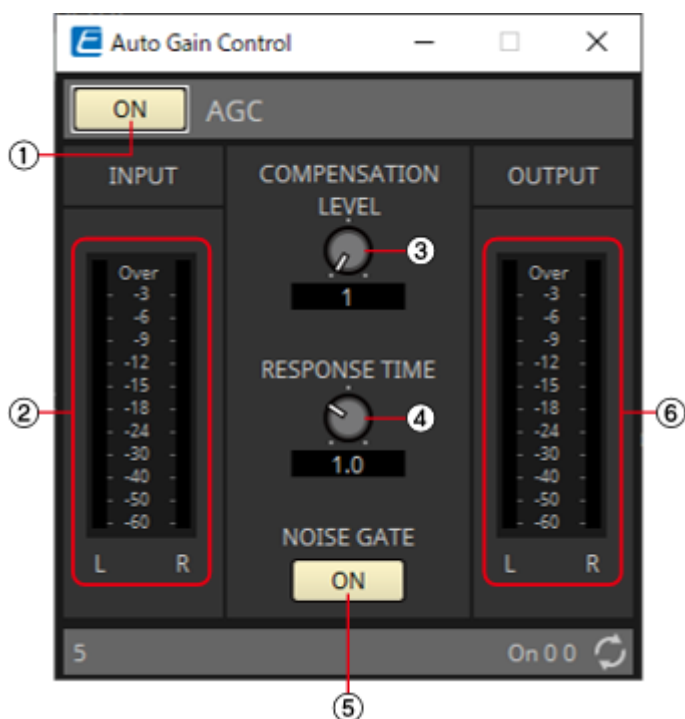 E Auto Gain Control
ON AGC
①
INPUT
COMPENSATION
LEVEL
OUTPUT
③
1
Over
-3
-6
-9
-12
-15
-18
-24
-30
-40
-50
-60
L R
②
RESPONSE TIME
④
1.0
NOISE GATE
ON
⑤
Over
-3
-6
-9
-12
-15
-18
-24
-30
-40
-50
-60
L R
⑥
5
On 0 0